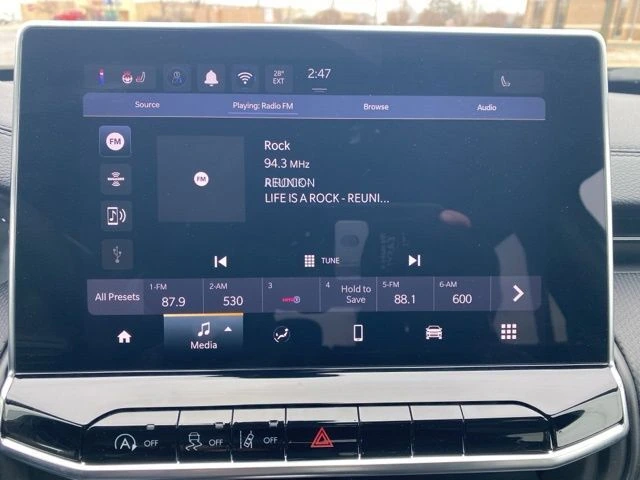 28° EXT 2:47
Source Playing: Radio FM Browse Audio
FM
FM
Rock
94.3 MHz
REUNION
LIFE IS A ROCK - REUNI...
TUNE
All Presets 1-FM 87.9 2-AM 530 3 4 Hold to Save 5-FM 88.1 6-AM 600
Media
OFF OFF OFF